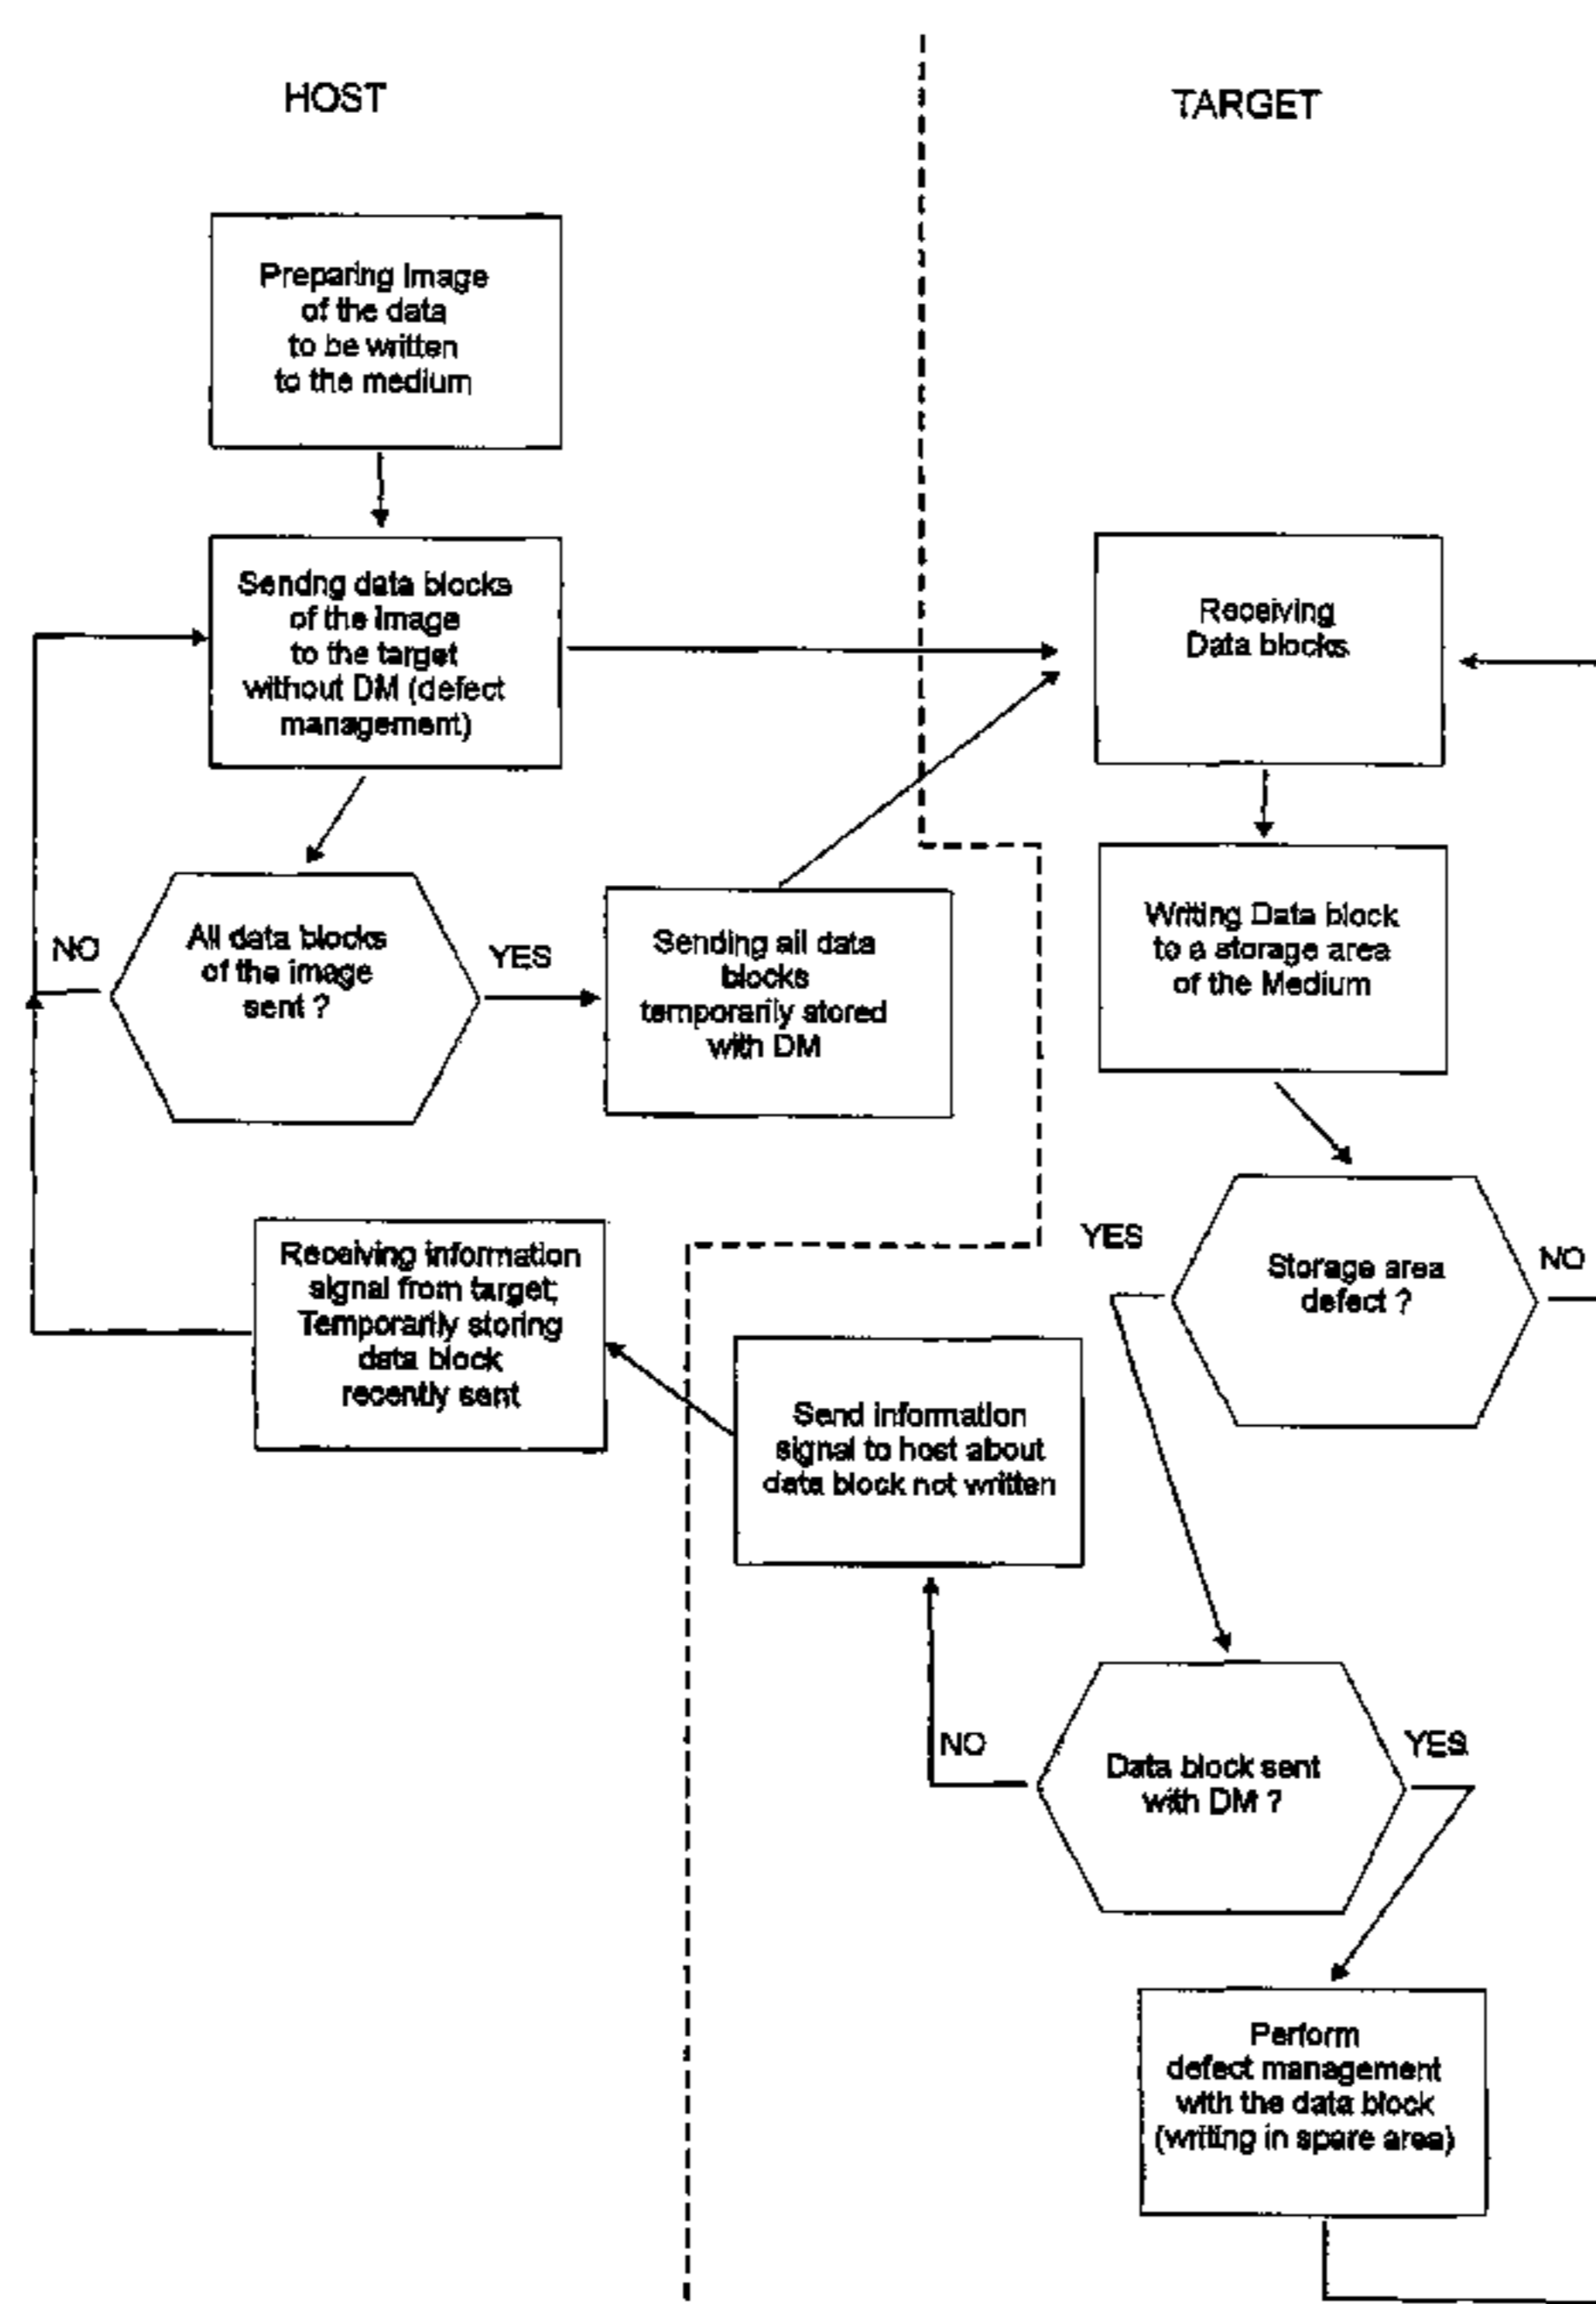 HOST
TARGET
Preparing Image
of the data
to be written
to the medium
Sendng data blocks
of the Image
to the target
without DM (defect
management)
Receiving
Data blocks
All data blocks
of the image
sent ?
NO
YES
Sending all data
blocks
temporarily stored
with DM
Writing Data block
to a storage area
of the Medium
Receiving information
signal from target;
Temporarily storing
data block
recently sent
YES
Storage area
defect ?
NO
Send information
signal to host about
data block not written
NO
Data block sent
with DM ?
YES
Perform
defect management
with the data block
(writing in spare area)